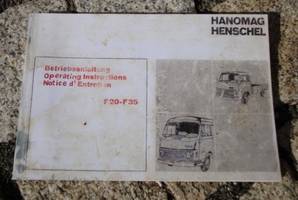 HANOMAG
HENSCHEL
Betriebsanleitung
Operating Instructions
Notice d'Entretien
F20-F35